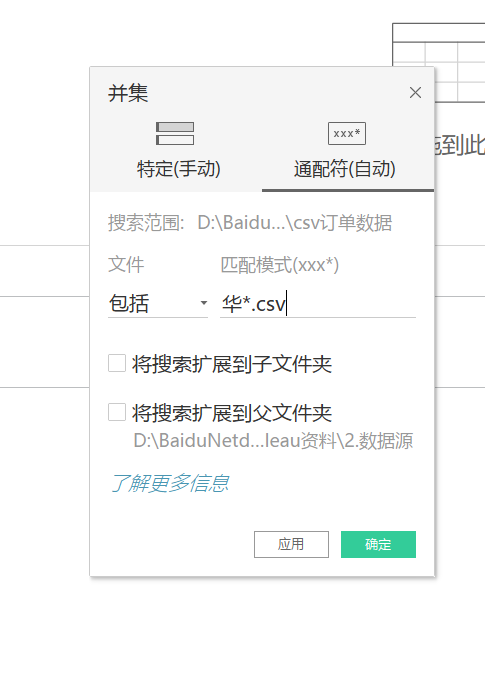 并集
xxx*
特定(手动)
通配符(自动)
拖到此
搜索范围: D:\Baidu...\csv订单数据
文件
匹配模式(xxx*)
包括
华*.csv
将搜索扩展到子文件夹
将搜索扩展到父文件夹
D:\BaiduNetd...leau资料\2.数据源
了解更多信息
应用
确定